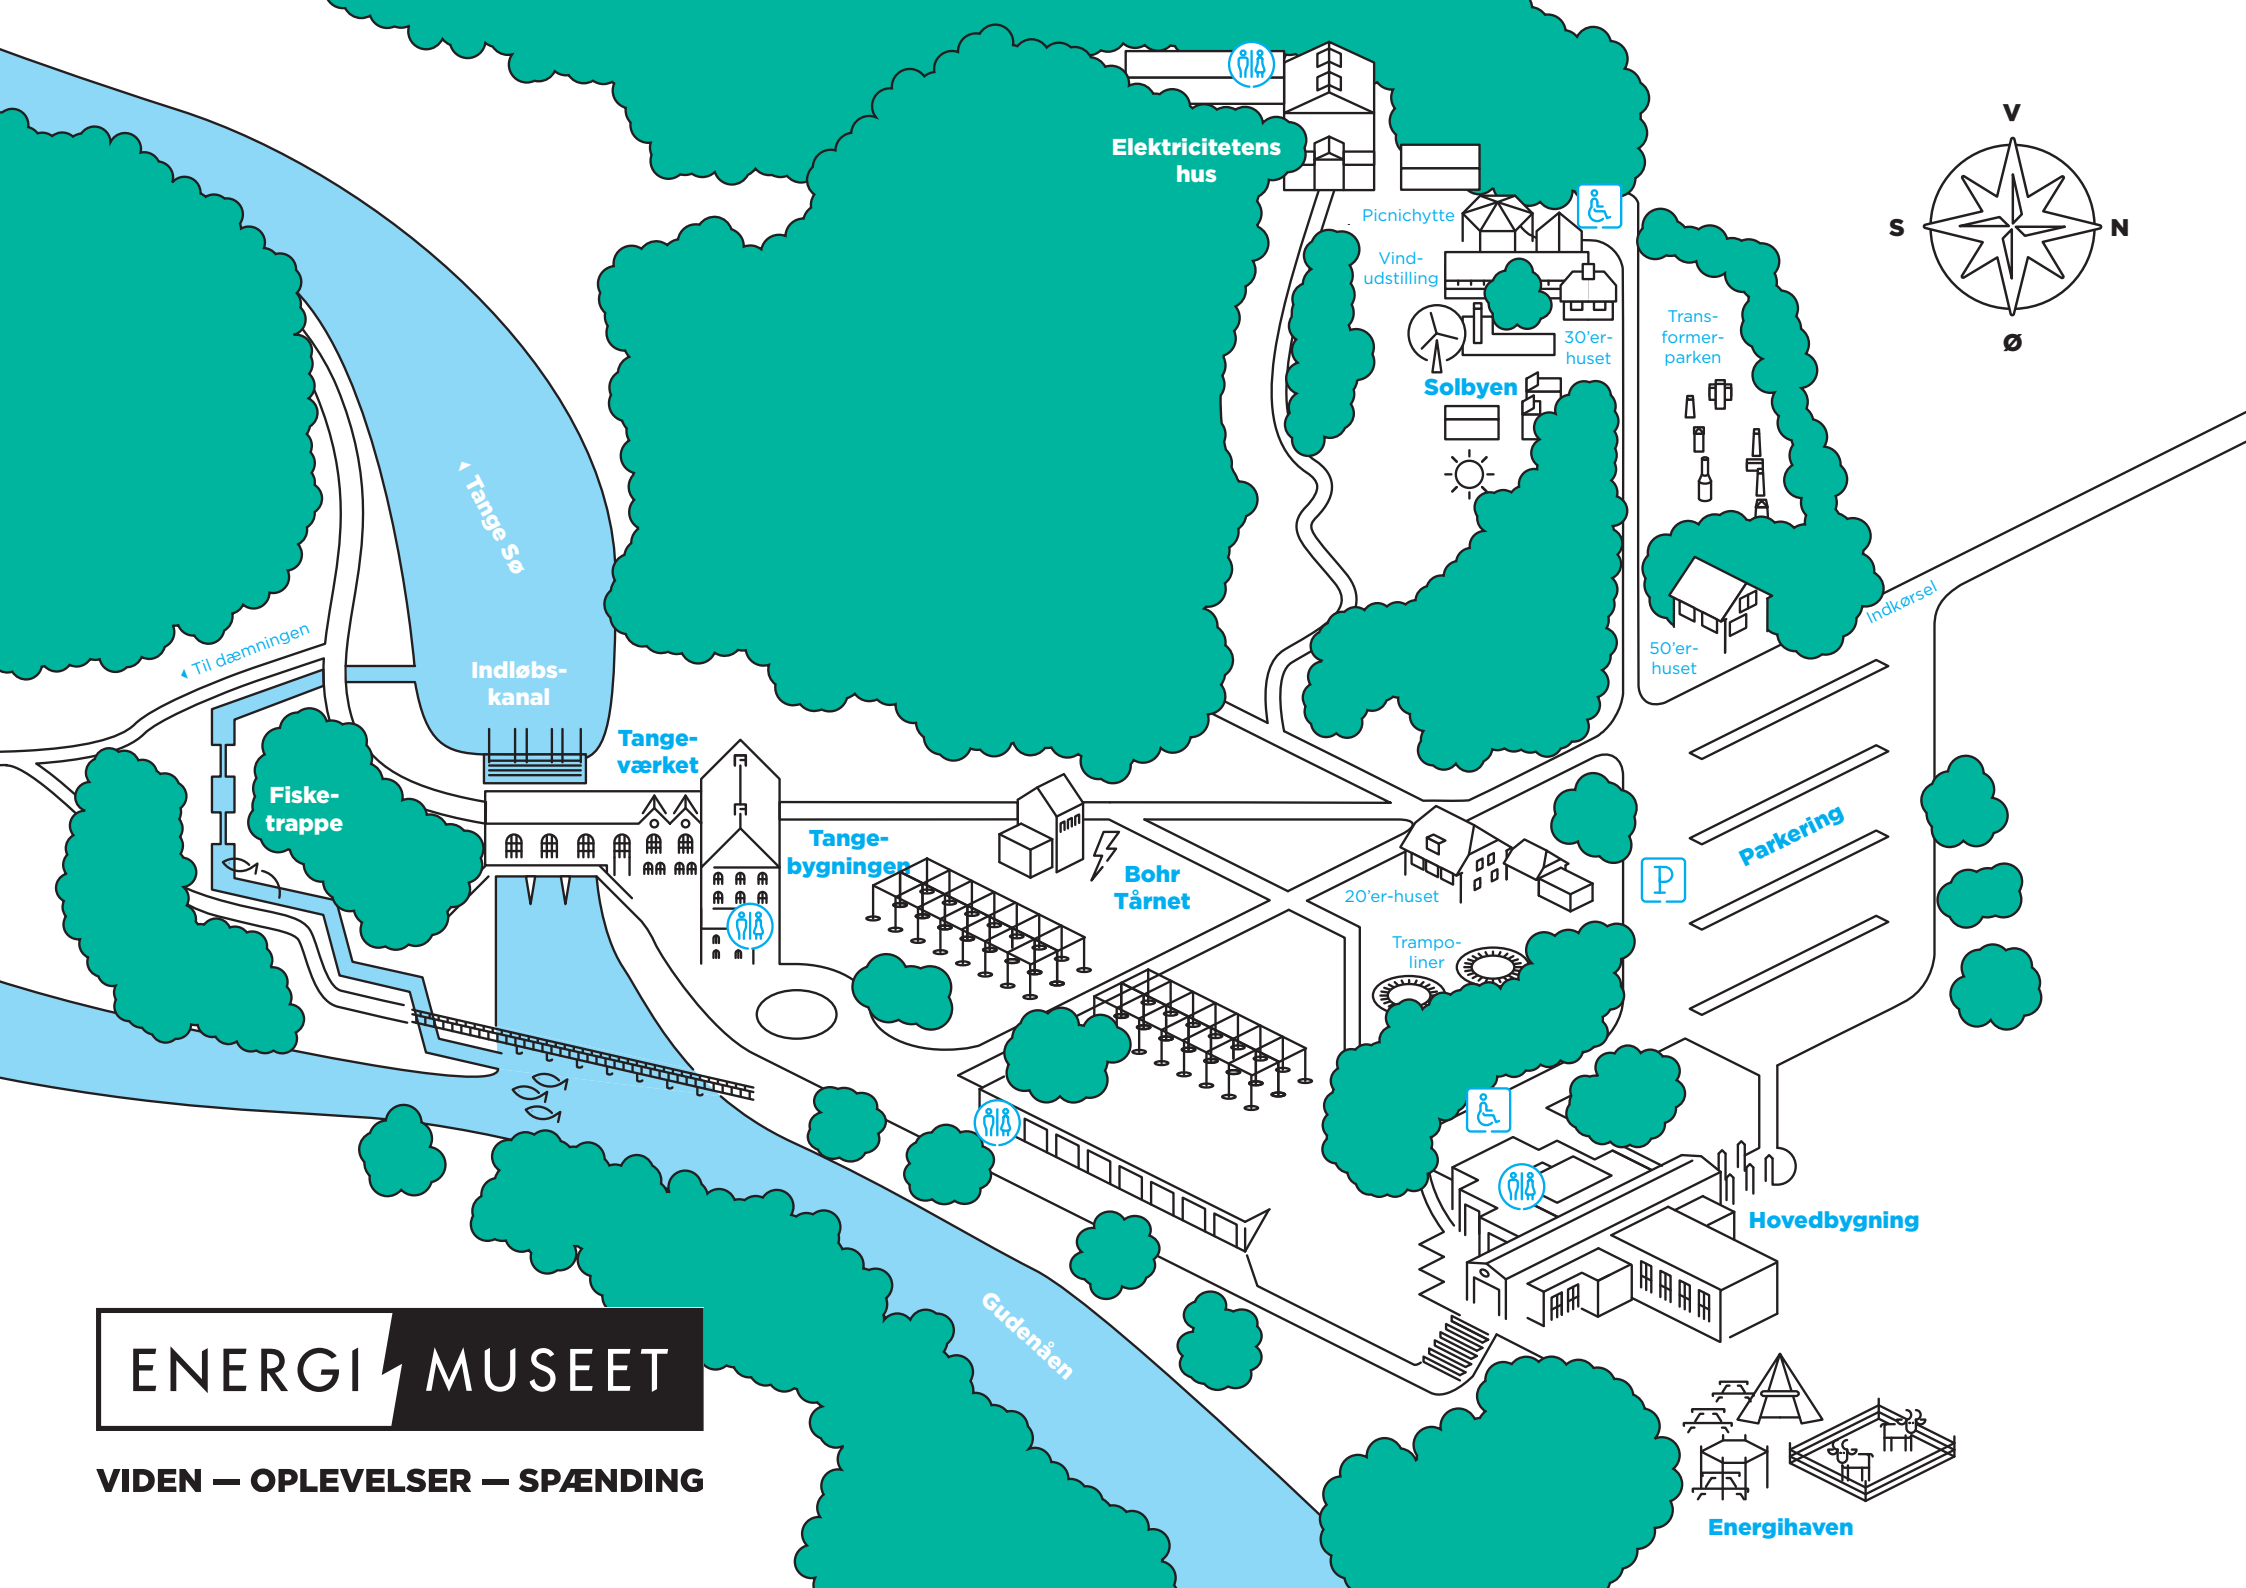 V
S
N
Ø
Elektricitetens
hus
Picnichytte
Vind-
udstilling
30’er-
huset
Trans-
former-
parken
Solbyen
Tange Sø
Indkørsel
Til dæmningen
50’er-
huset
Indløbs-
kanal
Tange-
værket
Fiske-
trappe
Tange-
bygningen
Bohr
Tårnet
20’er-huset
P
Parkering
Trampo-
liner
Hovedbygning
Gudenåen
ENERGI MUSEET
VIDEN — OPLEVELSER — SPÆNDING
Energihaven